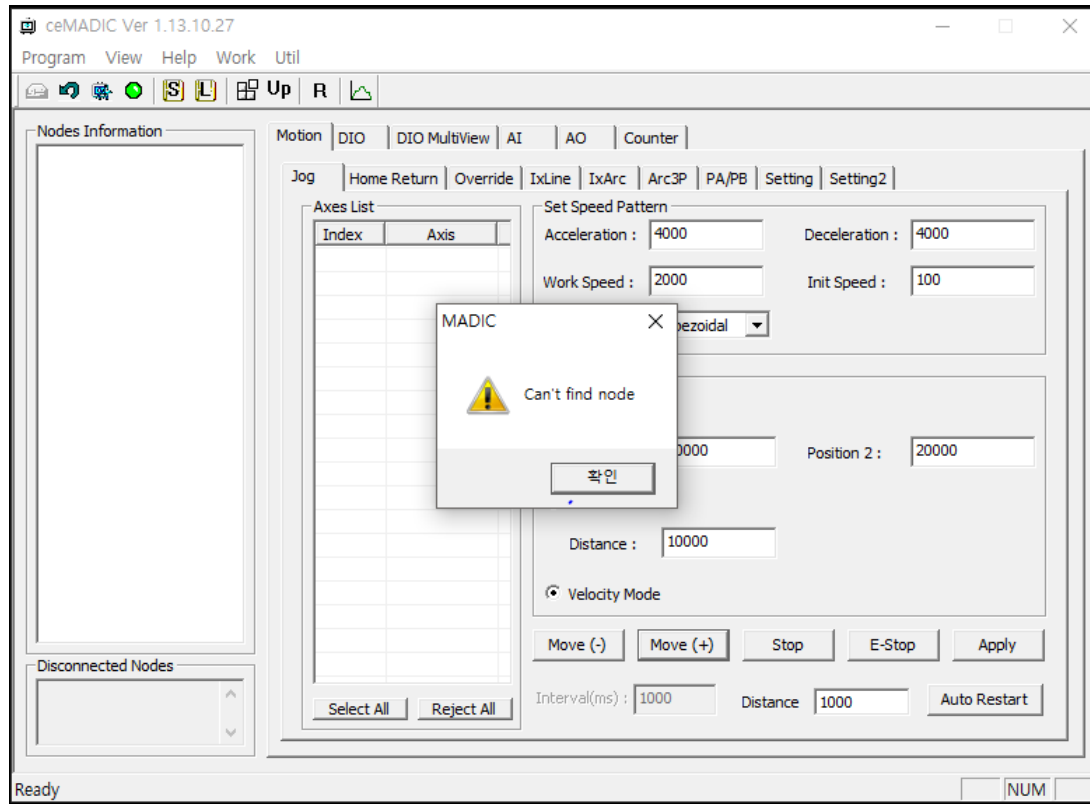 ceMADIC Ver 1.13.10.27
Program View Help Work Util
S L Up R
Nodes Information
Disconnected Nodes
Motion DIO DIO MultiView AI AO Counter
Jog Home Return Override IxLine IxArc Arc3P PA/PB Setting Setting2
Axes List
Index Axis
Select All Reject All
Set Speed Pattern
Acceleration : 4000 Deceleration : 4000
Work Speed : 2000 Init Speed : 100
pezoidal
MADIC
Can't find node
확인
0000 Position 2 : 20000
Distance : 10000
Velocity Mode
Move (-) Move (+) Stop E-Stop Apply
Interval(ms) : 1000 Distance 1000 Auto Restart
Ready NUM